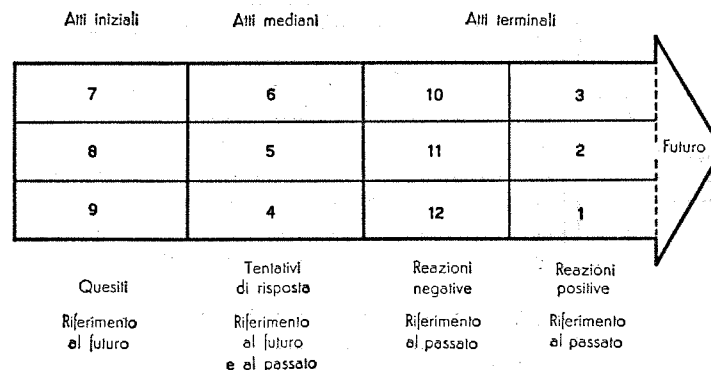 Atti iniziali Atti mediani Atti terminali
7 6 10 3
8 5 11 2 Futuro
9 4 12 1
Quesiti Tentativi di risposta Reazioni negative Reazioni positive
Riferimento al futuro Riferimento al futuro e al passato Riferimento al passato Riferimento al passato